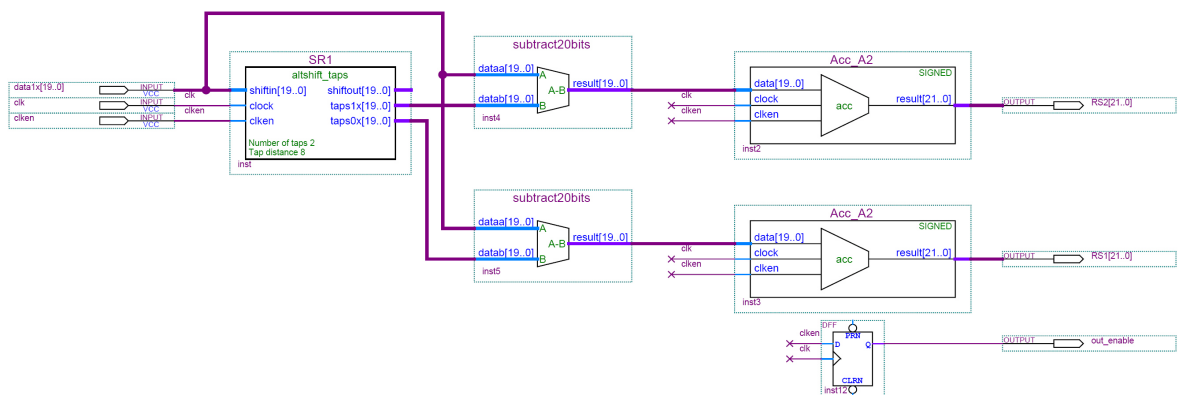 data1x[19..0]
INPUT
VCC
clk
INPUT
VCC
clken
INPUT
VCC
clk
clken
SR1
altshift_taps
shiftin[19..0]
shiftout[19..0]
clock
taps1x[19..0]
clken
taps0x[19..0]
Number of taps 2
Tap distance 8
inst
subtract20bits
dataa[19..0]
A
A-B
result[19..0]
datab[19..0]
B
inst4
Acc_A2
SIGNED
data[19..0]
clk
clock
acc
result[21..0]
clken
clken
inst2
OUTPUT
RS2[21..0]
subtract20bits
dataa[19..0]
A
A-B
result[19..0]
datab[19..0]
B
inst5
Acc_A2
SIGNED
data[19..0]
clk
clock
acc
result[21..0]
clken
clken
inst3
OUTPUT
RS1[21..0]
DFF
PRN
clken
D
Q
clk
CLRN
inst12
OUTPUT
out_enable